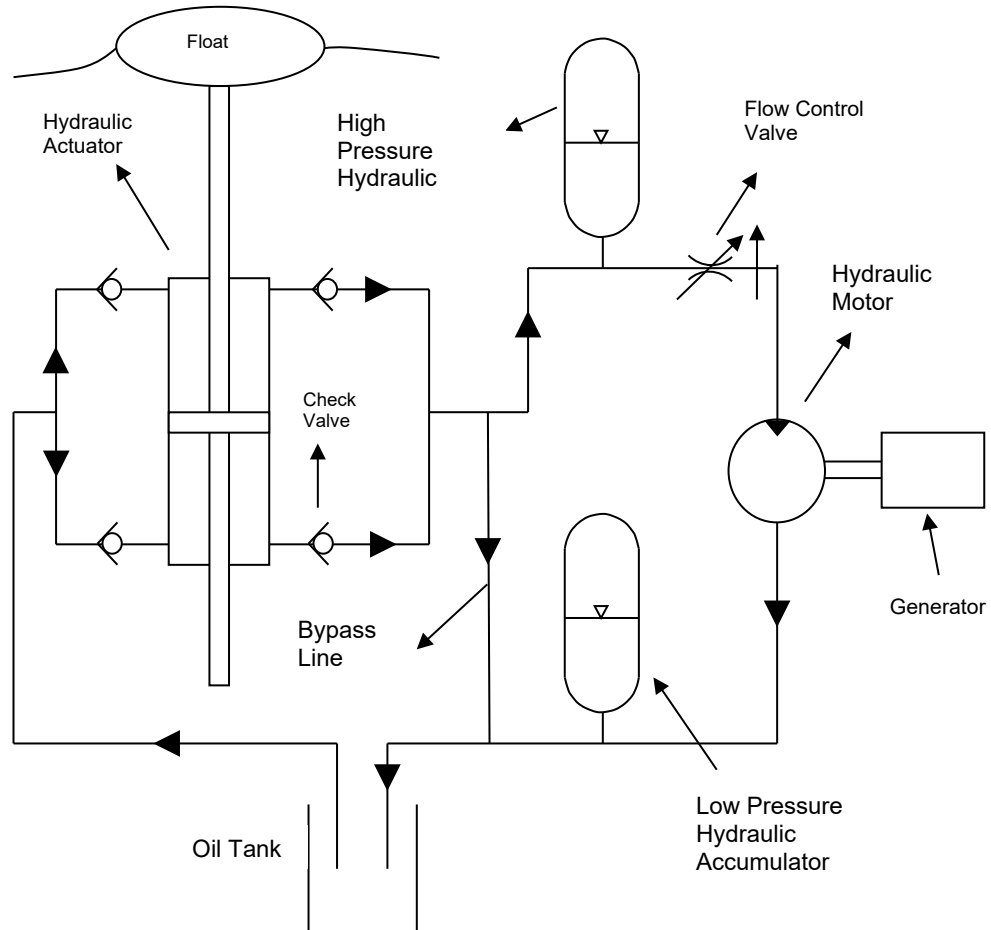 Float
Hydraulic
Actuator
High
Pressure
Hydraulic
Flow Control
Valve
Hydraulic
Motor
Check
Valve
Generator
Bypass
Line
Low Pressure
Hydraulic
Accumulator
Oil Tank